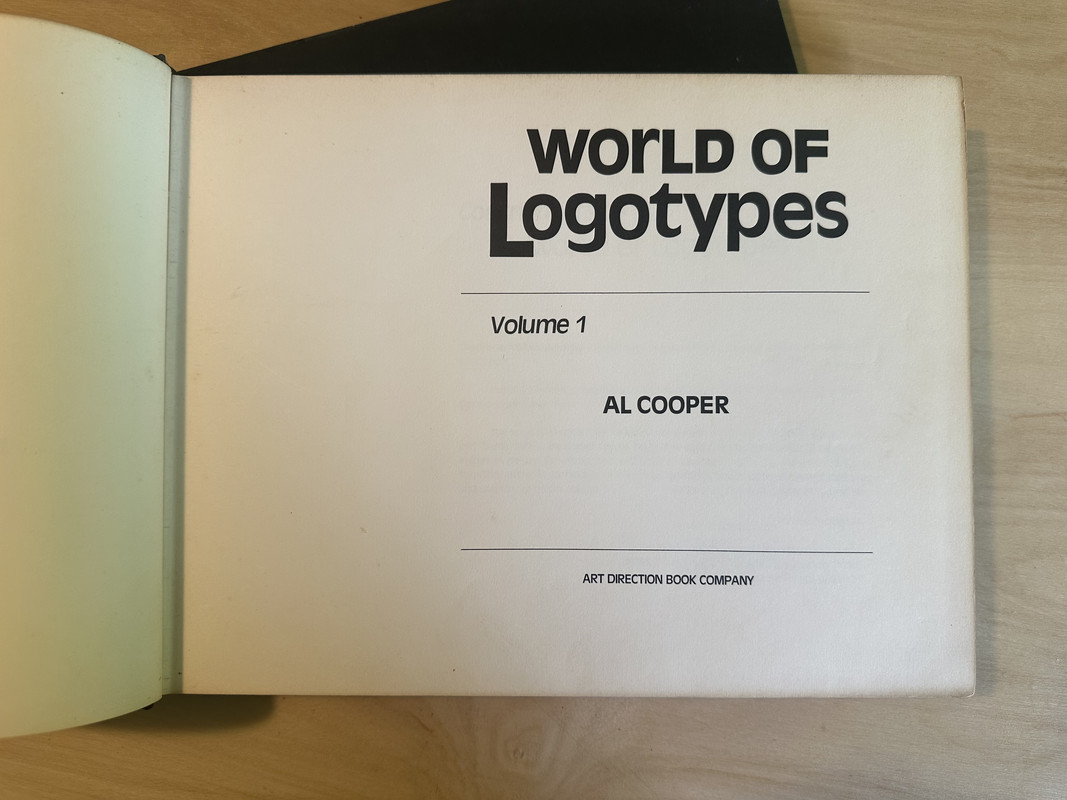 WOrLD OF
Logotypes
Volume 1
AL COOPER
ART DIRECTION BOOK COMPANY